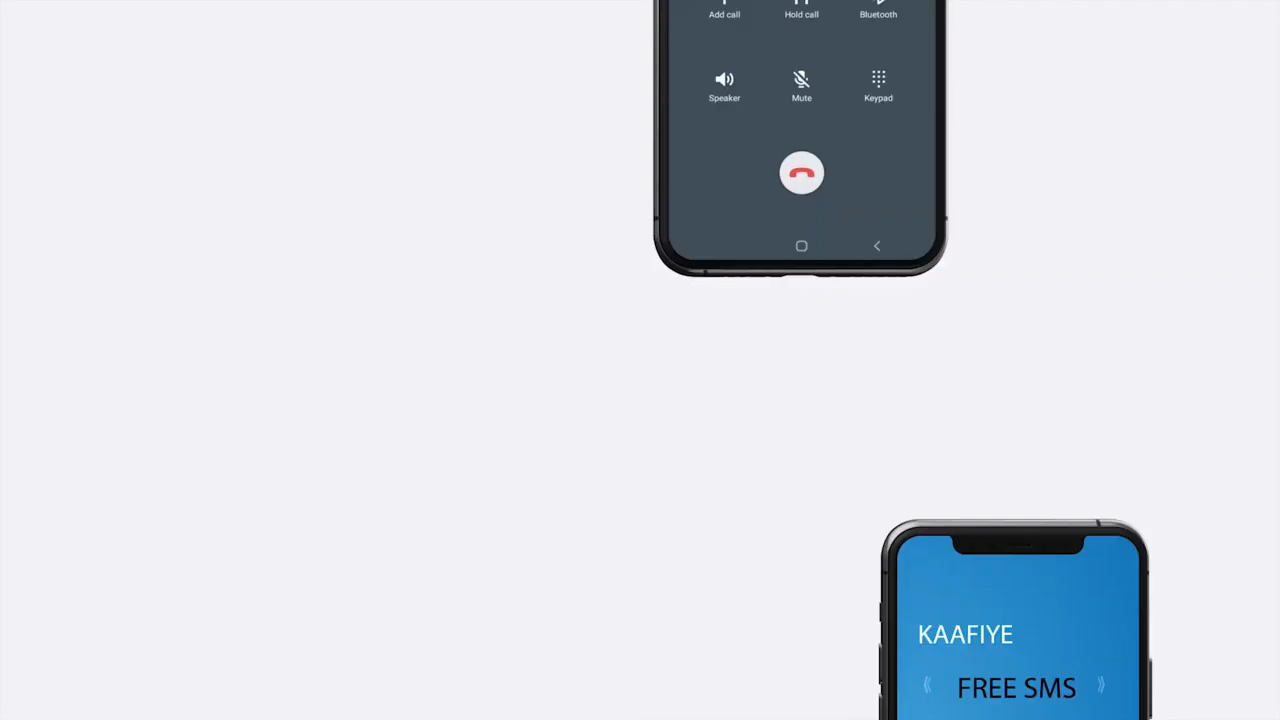 Add call Hold call Bluetooth
Speaker Mute Keypad
KAAFIYE
FREE SMS